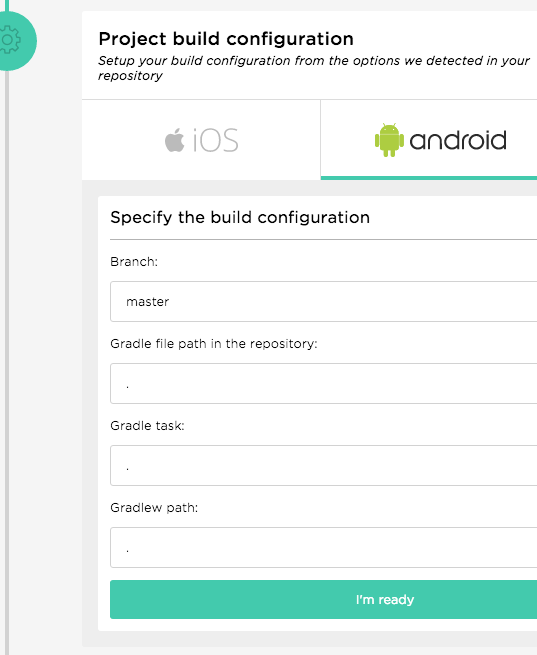 Project build configuration
Setup your build configuration from the options we detected in your
repository
iOS
android
Specify the build configuration
Branch:
master
Gradle file path in the repository:
.
Gradle task:
.
Gradlew path:
.
I'm ready